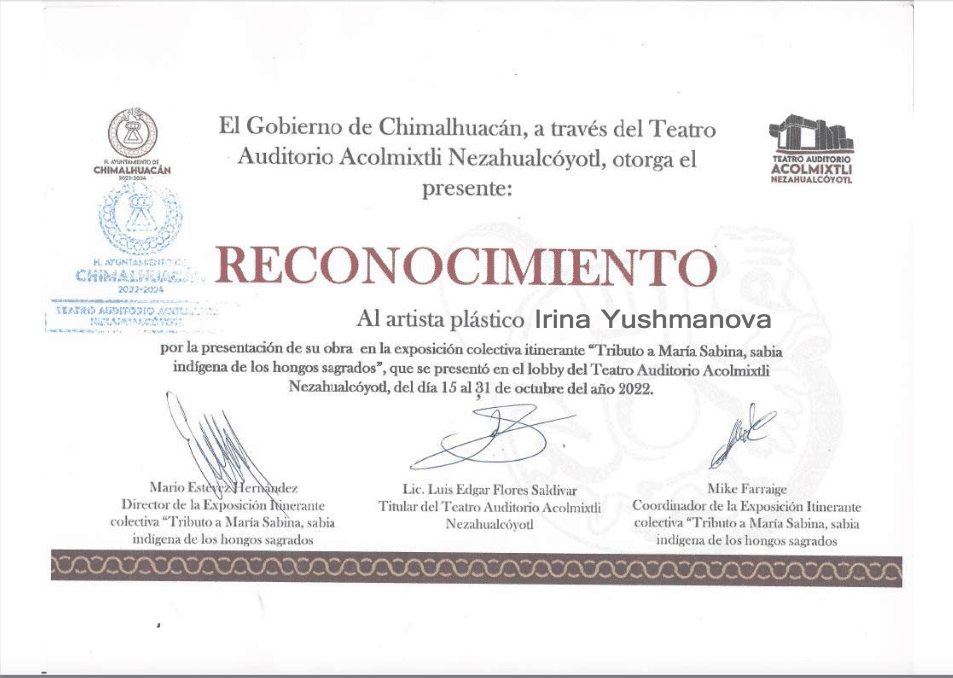 El Gobierno de Chimalhuacán, a través del Teatro
Auditorio Acolmixtli Nezahualcóyotl, otorga el
presente:
H. AYUNTAMIENTO DE
CHIMALHUACÁN
2022-2024
TEATRO AUDITORIO
ACOLMIXTLI
NEZAHUALCÓYOTL
H. AYUNTAMIENTO DE
CHIMALHUACÁN
2022-2024
TEATRO AUDITORIO
NEZAHUALCÓYOTL
RECONOCIMIENTO
Al artista plástico Irina Yushmanova
por la presentación de su obra en la exposición colectiva itinerante “Tributo a María Sabina, sabia
indígena de los hongos sagrados”, que se presentó en el lobby del Teatro Auditorio Acolmixtli
Nezahualcóyotl, del día 15 al 31 de octubre del año 2022.
Mario Estévez Hernández
Director de la Exposición Itinerante
colectiva “Tributo a María Sabina, sabia
indígena de los hongos sagrados
Lic. Luis Edgar Flores Saldivar
Titular del Teatro Auditorio Acolmixtli
Nezahualcóyotl
Mike Farraige
Coordinador de la Exposición Itinerante
colectiva “Tributo a María Sabina, sabia
indígena de los hongos sagrados